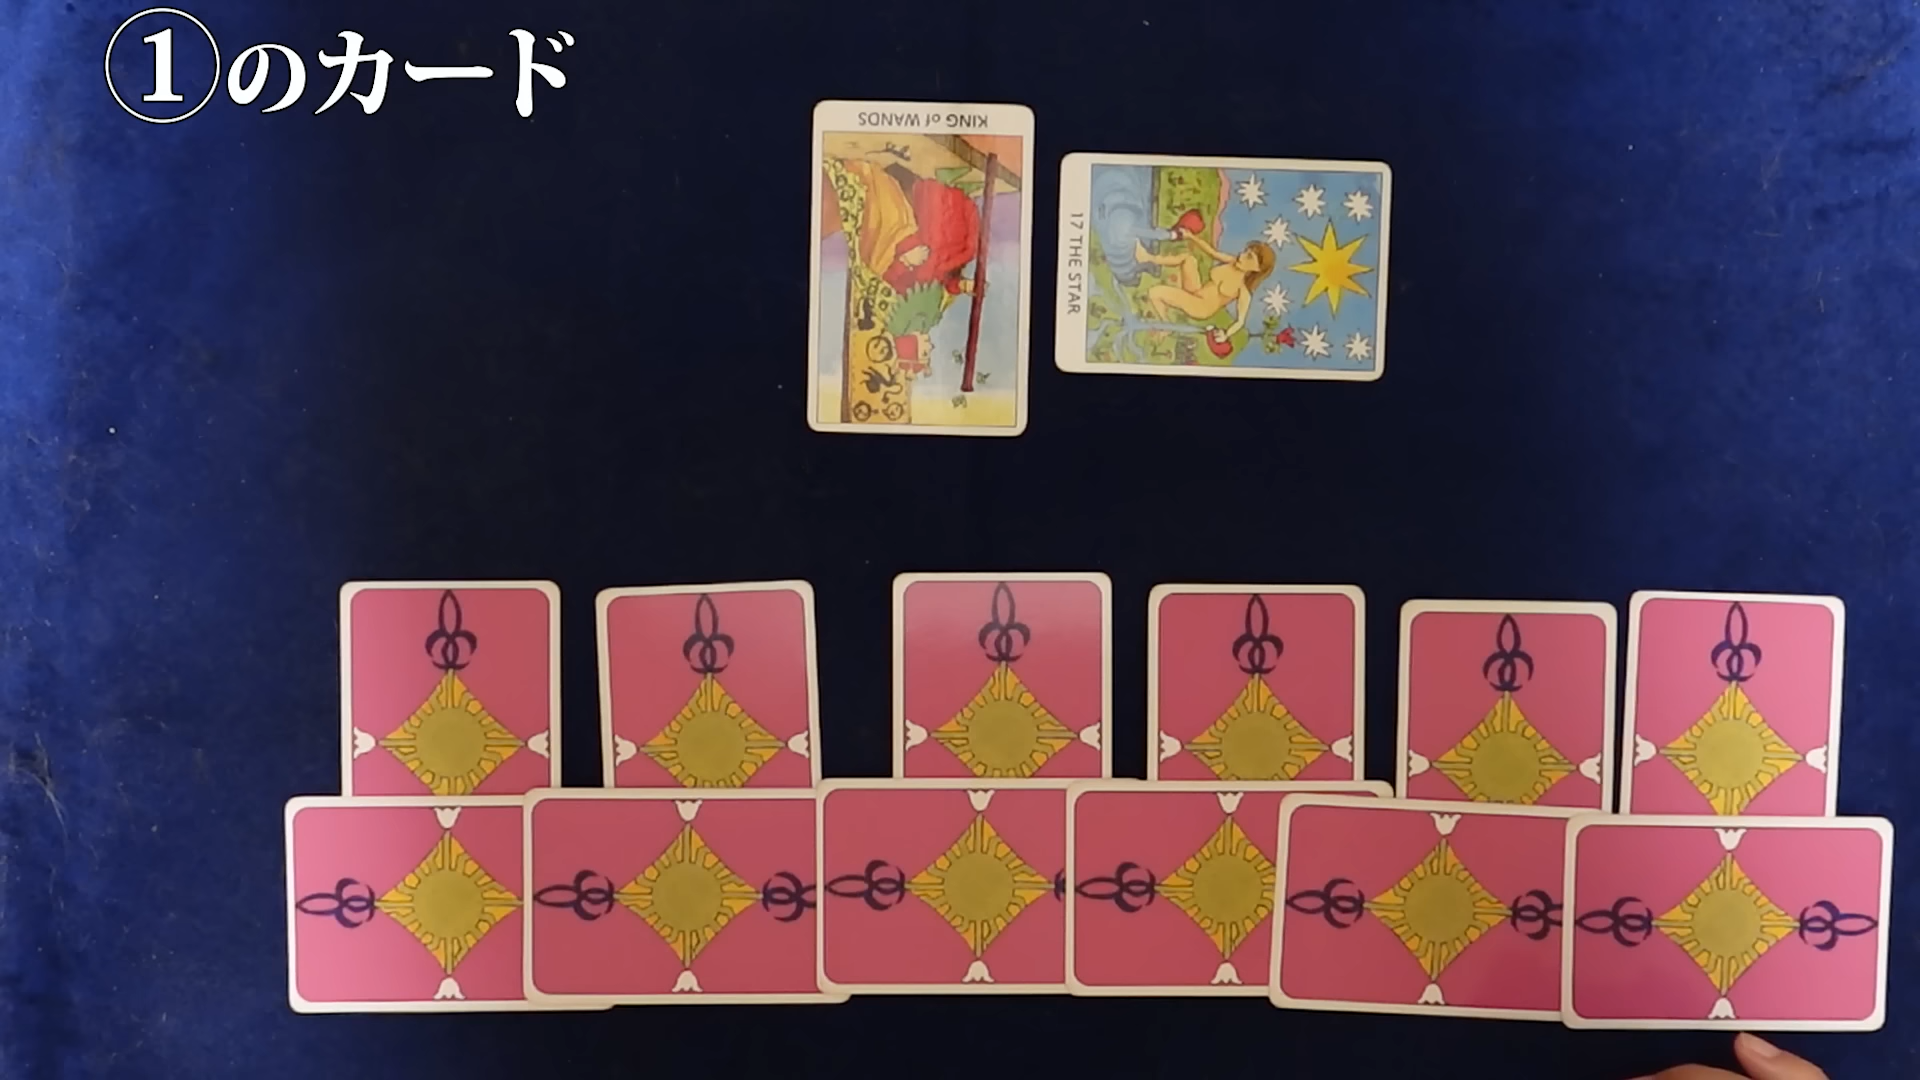 ①のカード
KING of WANDS
17 THE STAR